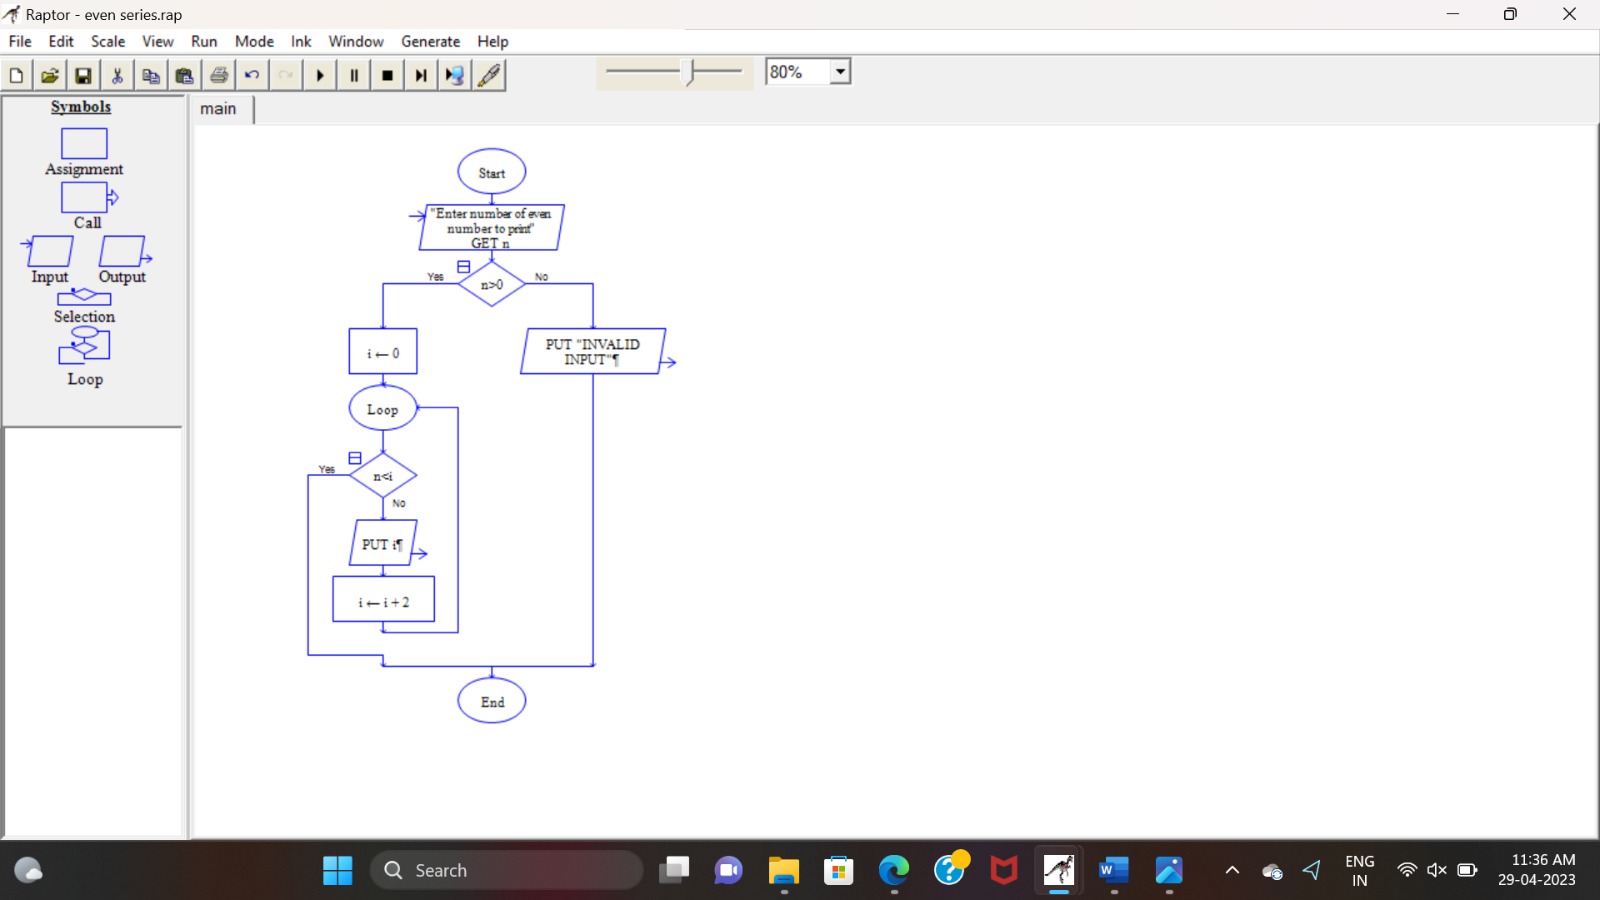 Raptor - even series.rap
File Edit Scale View Run Mode Ink Window Generate Help
80%
Symbols
main
Assignment
Call
Input Output
Selection
Loop
Start
"Enter number of even
number to print"
GET n
Yes n>0 No
i ← 0
PUT "INVALID
INPUT"¶
Loop
Yes n<i
No
PUT i¶
i ← i + 2
End
Search
ENG
IN
11:36 AM
29-04-2023